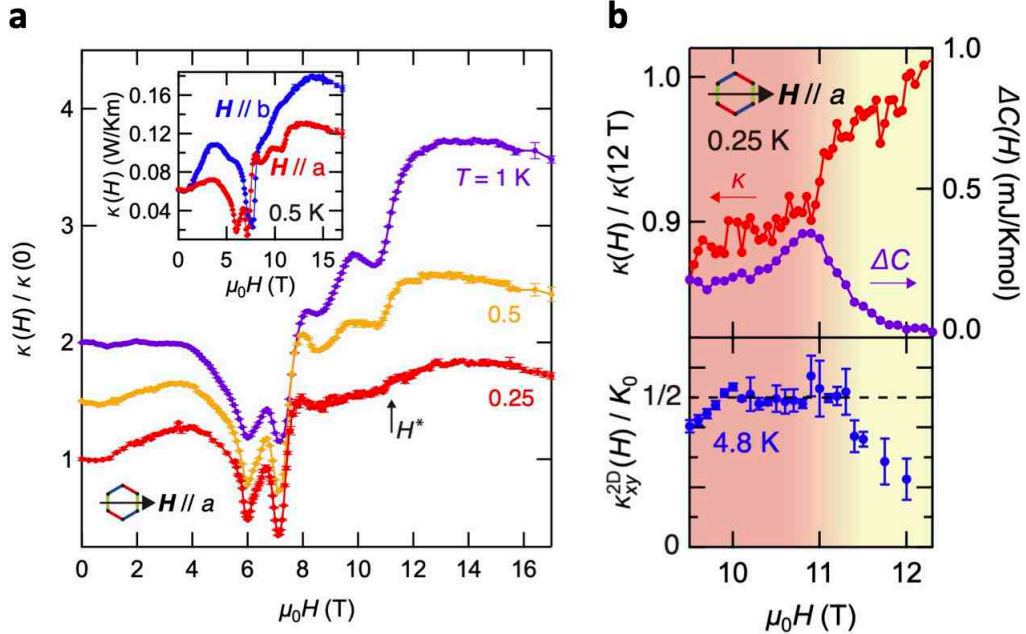 a
κ(H) / κ(0)
4
3
2
1
0 2 4 6 8 10 12 14 16
μ₀H (T)
T = 1 K
0.5
0.25
H*
H // a
κ(H) (W/Km)
0.16
0.12
0.08
0.04
0 5 10 15
μ₀H (T)
H // b
H // a
0.5 K
b
κ(H) / κ(12 T)
1.0
0.9
H // a
0.25 K
κ
ΔC
1.0
0.5
0.0
ΔC(H) (mJ/Kmol)
κ²ᴰxy(H) / K₀
1/2
0
4.8 K
10 11 12
μ₀H (T)